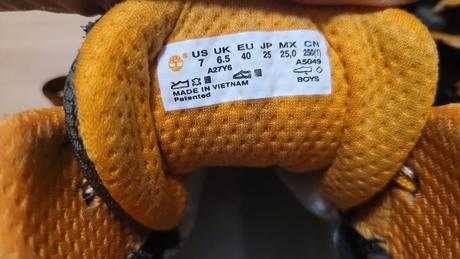 US UK EU JP MX CN
7 6.5 40 25 25,0 250(1)
A27Y6 A5049
MADE IN VIETNAM BOYS
Patented